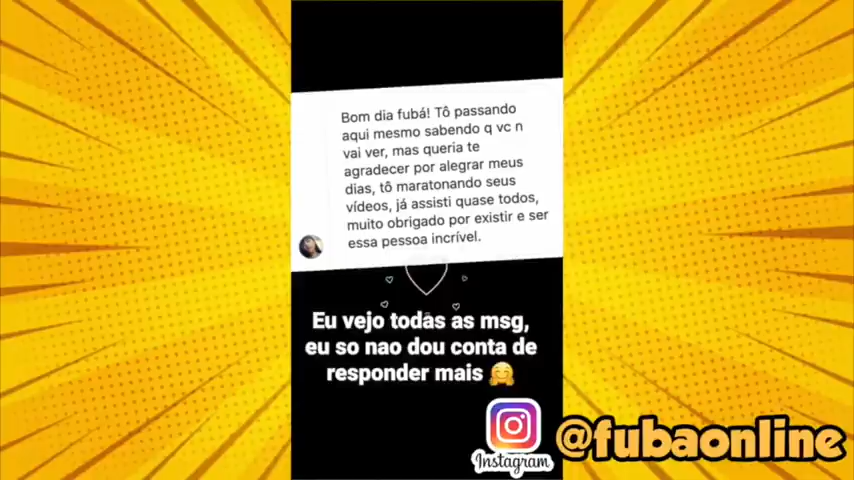 Bom dia fubá! Tô passando
aqui mesmo sabendo q vc n
vai ver, mas queria te
agradecer por alegrar meus
dias, tô maratonando seus
vídeos, já assisti quase todos,
muito obrigado por existir e ser
essa pessoa incrível.
Eu vejo todas as msg,
eu so nao dou conta de
responder mais 🤗
Instagram
@fubaonline